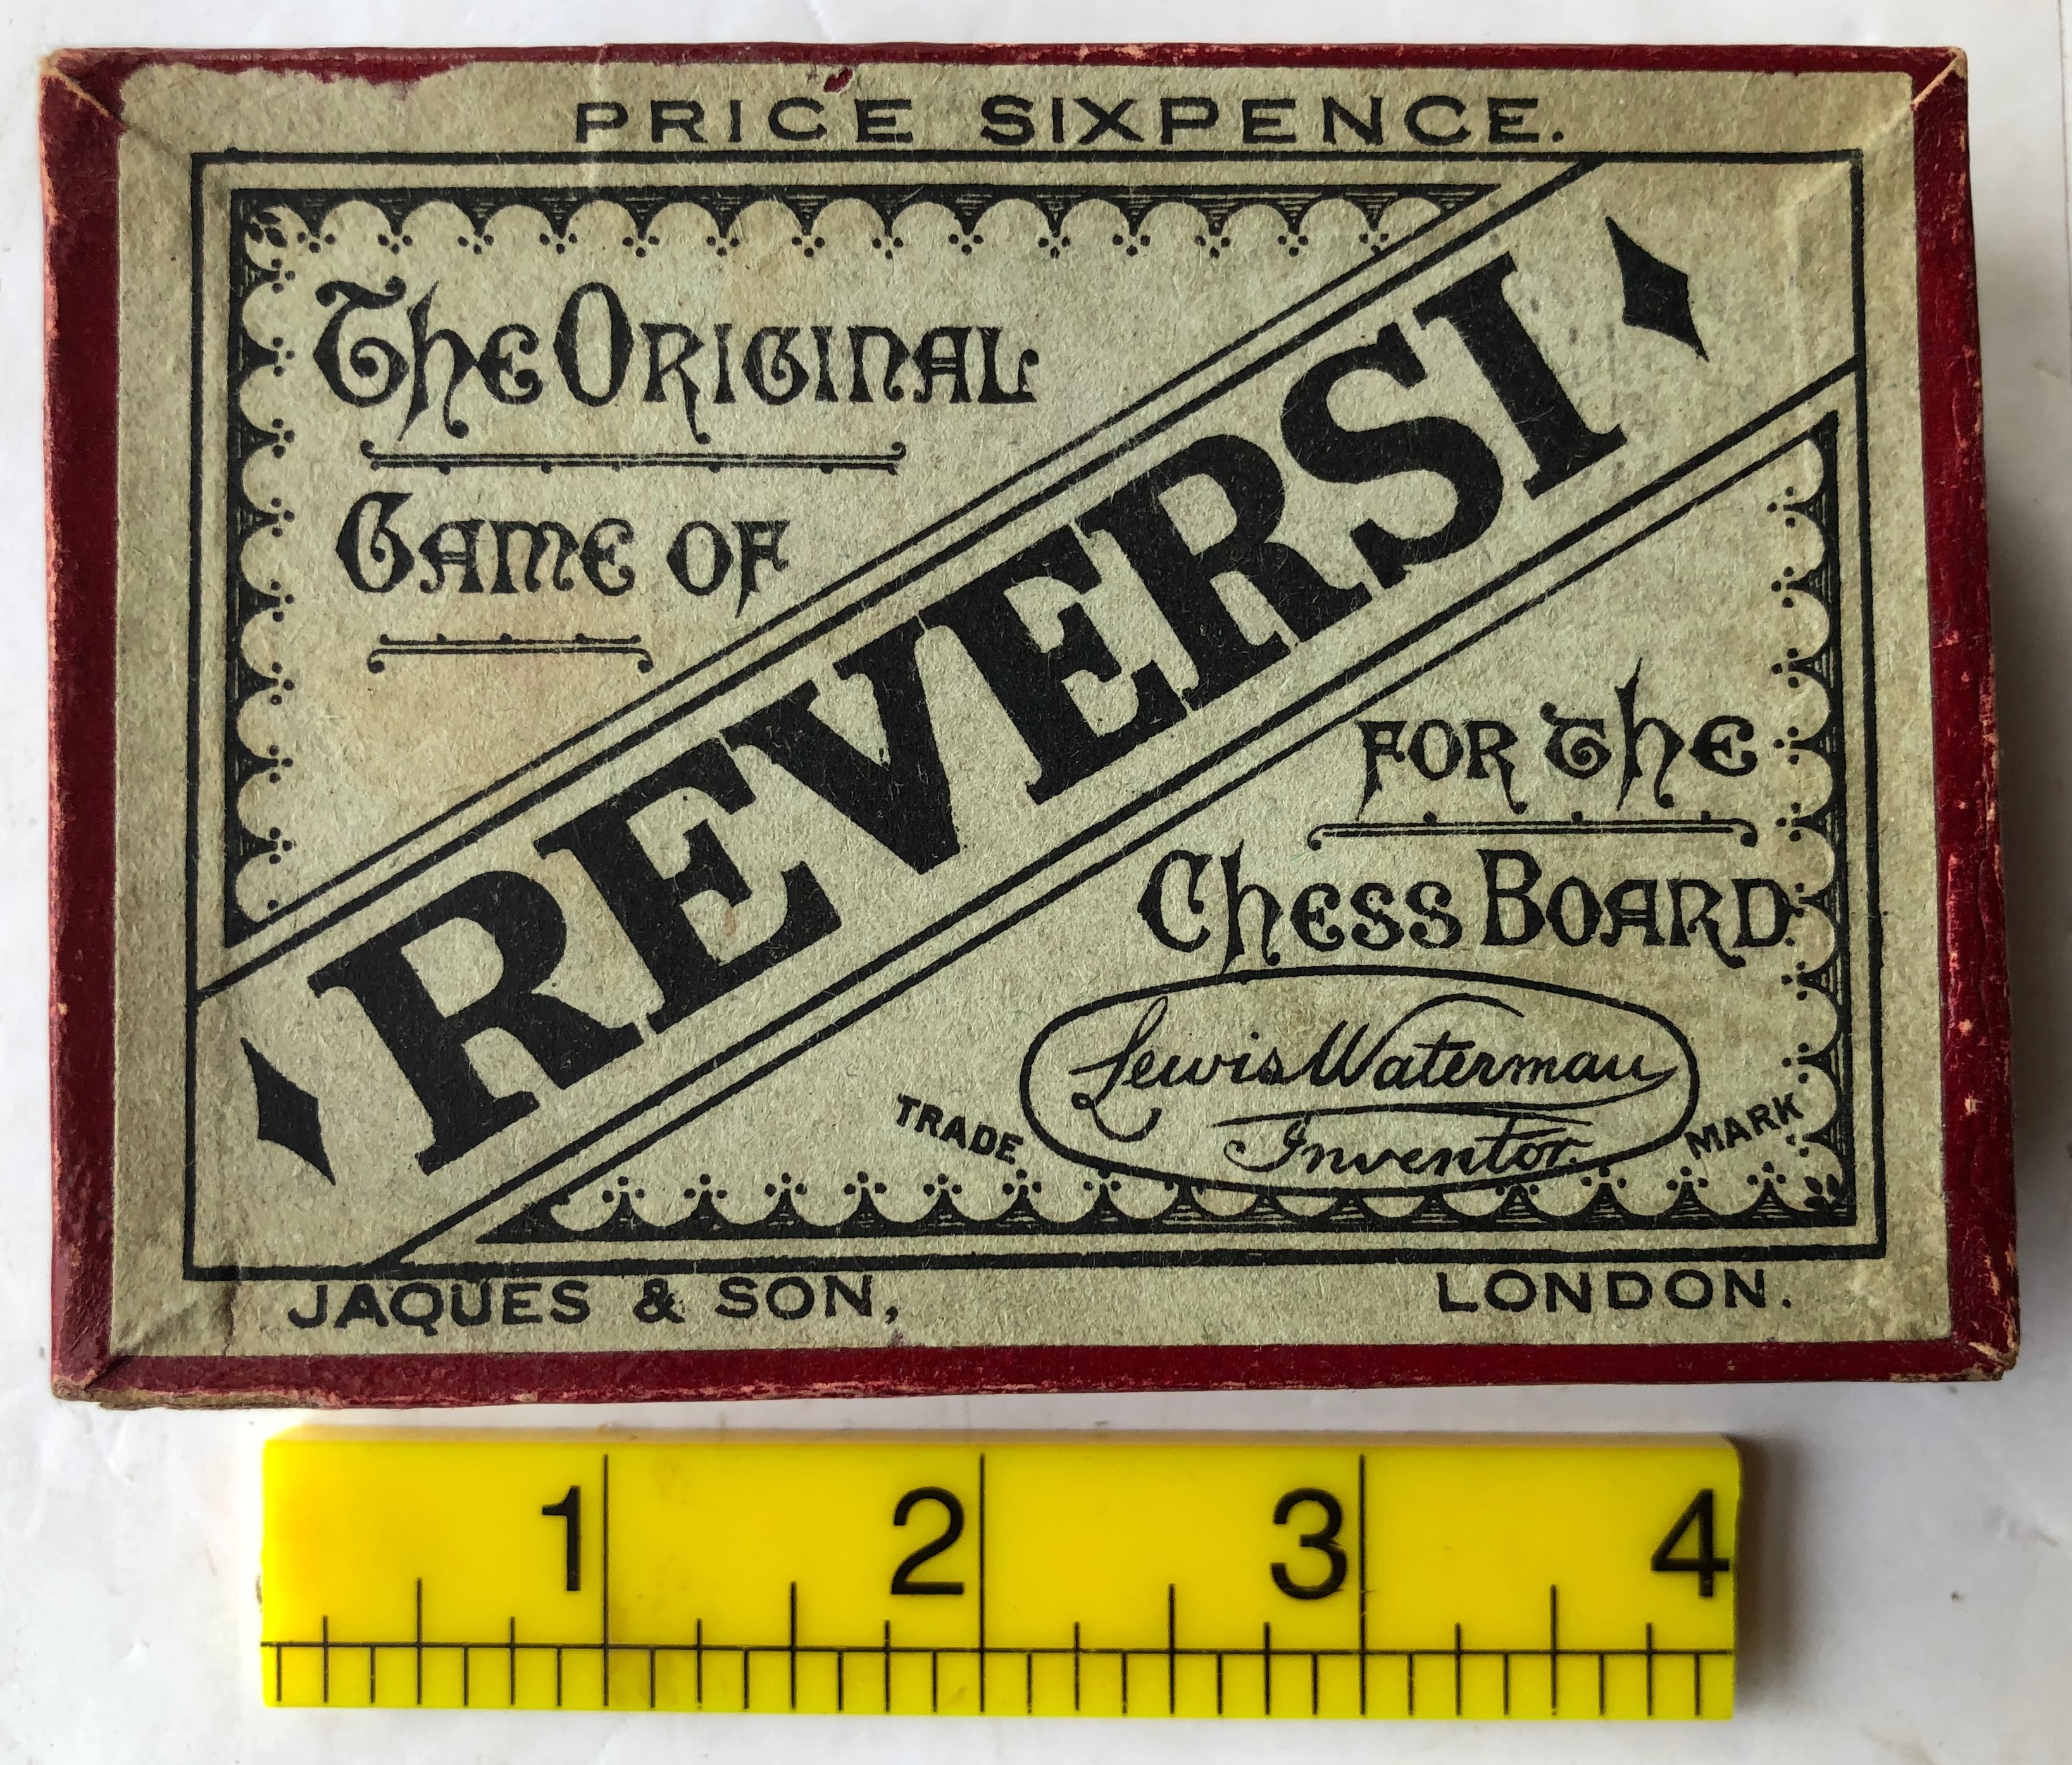 PRICE SIXPENCE.
The Original
Game of
REVERSI
for the
Chess Board.
Lewis Waterman
Inventor.
TRADE MARK
JAQUES & SON, LONDON.
1 2 3 4